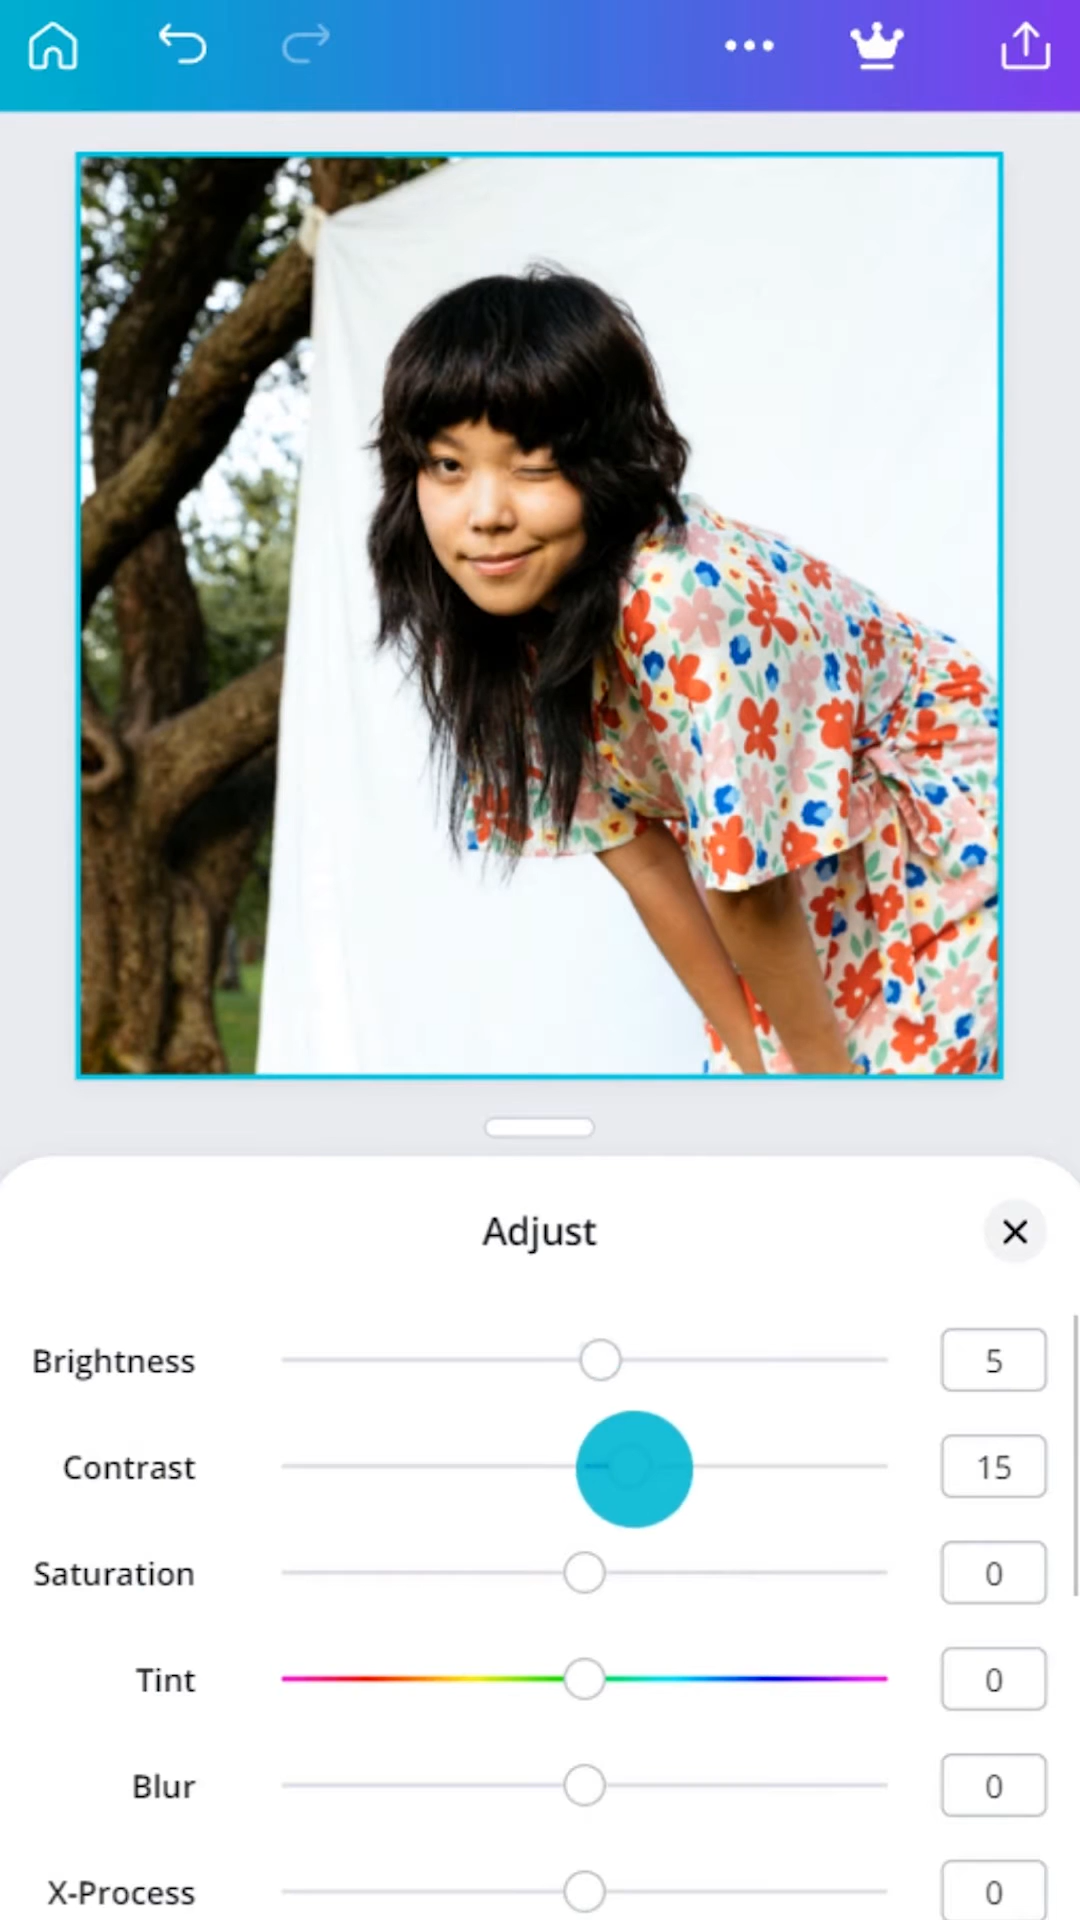 Adjust
Brightness 5
Contrast 15
Saturation 0
Tint 0
Blur 0
X-Process 0